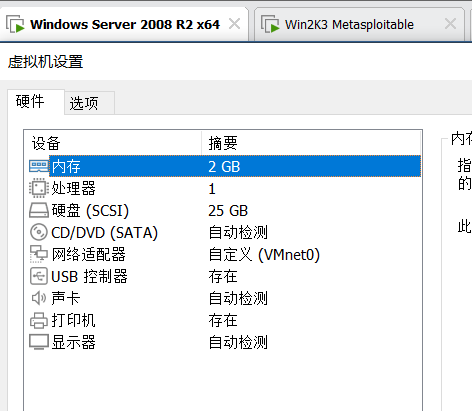 Windows Server 2008 R2 x64 Win2K3 Metasploitable
虚拟机设置
硬件 选项
设备 摘要
内存 2 GB
处理器 1
硬盘 (SCSI) 25 GB
CD/DVD (SATA) 自动检测
网络适配器 自定义 (VMnet0)
USB 控制器 存在
声卡 自动检测
打印机 存在
显示器 自动检测
内存
指
的
此